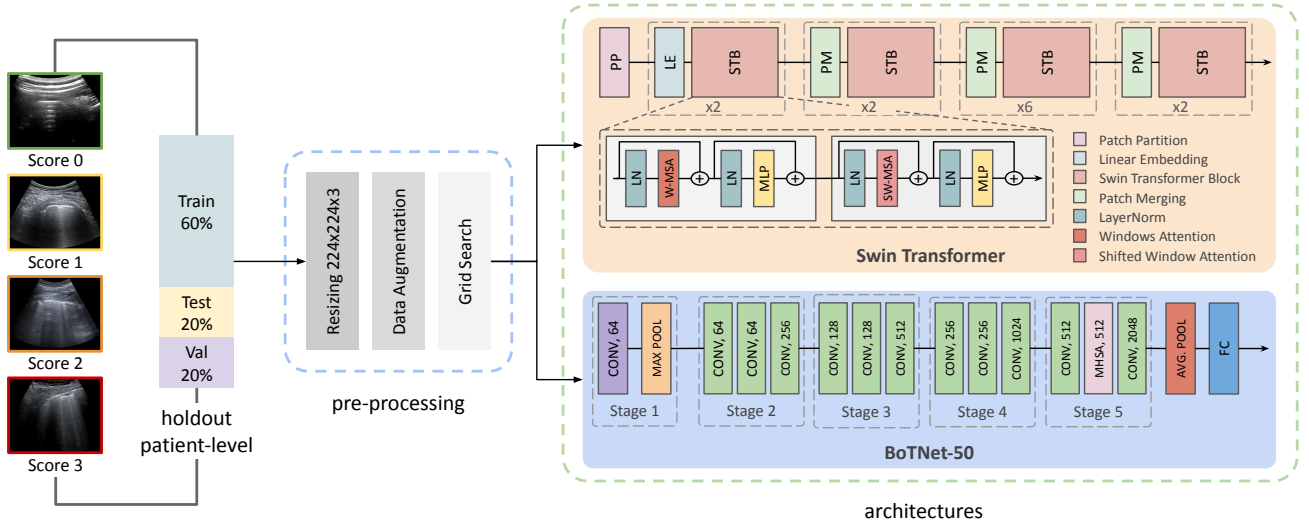 Score 0
Score 1
Score 2
Score 3
Train
60%
Test
20%
Val
20%
holdout
patient-level
Resizing 224x224x3
Data Augmentation
Grid Search
pre-processing
PP
LE
STB
x2
PM
STB
x2
PM
STB
x6
PM
STB
x2
LN
W-MSA
LN
MLP
LN
SW-MSA
LN
MLP
Patch Partition
Linear Embedding
Swin Transformer Block
Patch Merging
LayerNorm
Windows Attention
Shifted Window Attention
Swin Transformer
CONV, 64
MAX POOL
Stage 1
CONV, 64
CONV, 64
CONV, 256
Stage 2
CONV, 128
CONV, 128
CONV, 512
Stage 3
CONV, 256
CONV, 256
CONV, 1024
Stage 4
CONV, 512
MHSA, 512
CONV, 2048
Stage 5
AVG. POOL
FC
BoTNet-50
architectures